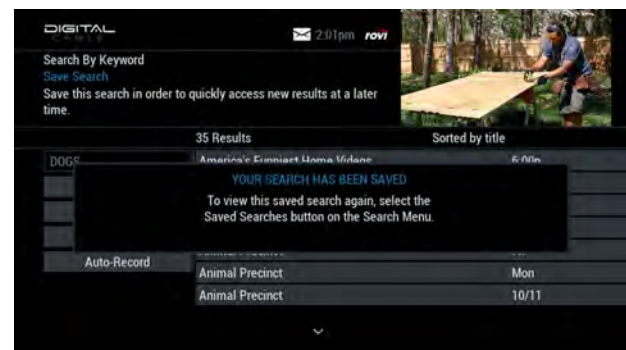 DIGITAL
CABLE
2:01pm rovi
Search By Keyword
Save Search
Save this search in order to quickly access new results at a later
time.
35 Results Sorted by title
DOGS America's Funniest Home Videos 6:00p
YOUR SEARCH HAS BEEN SAVED
To view this saved search again, select the
Saved Searches button on the Search Menu.
Auto-Record
Animal Precinct Mon
Animal Precinct 10/11